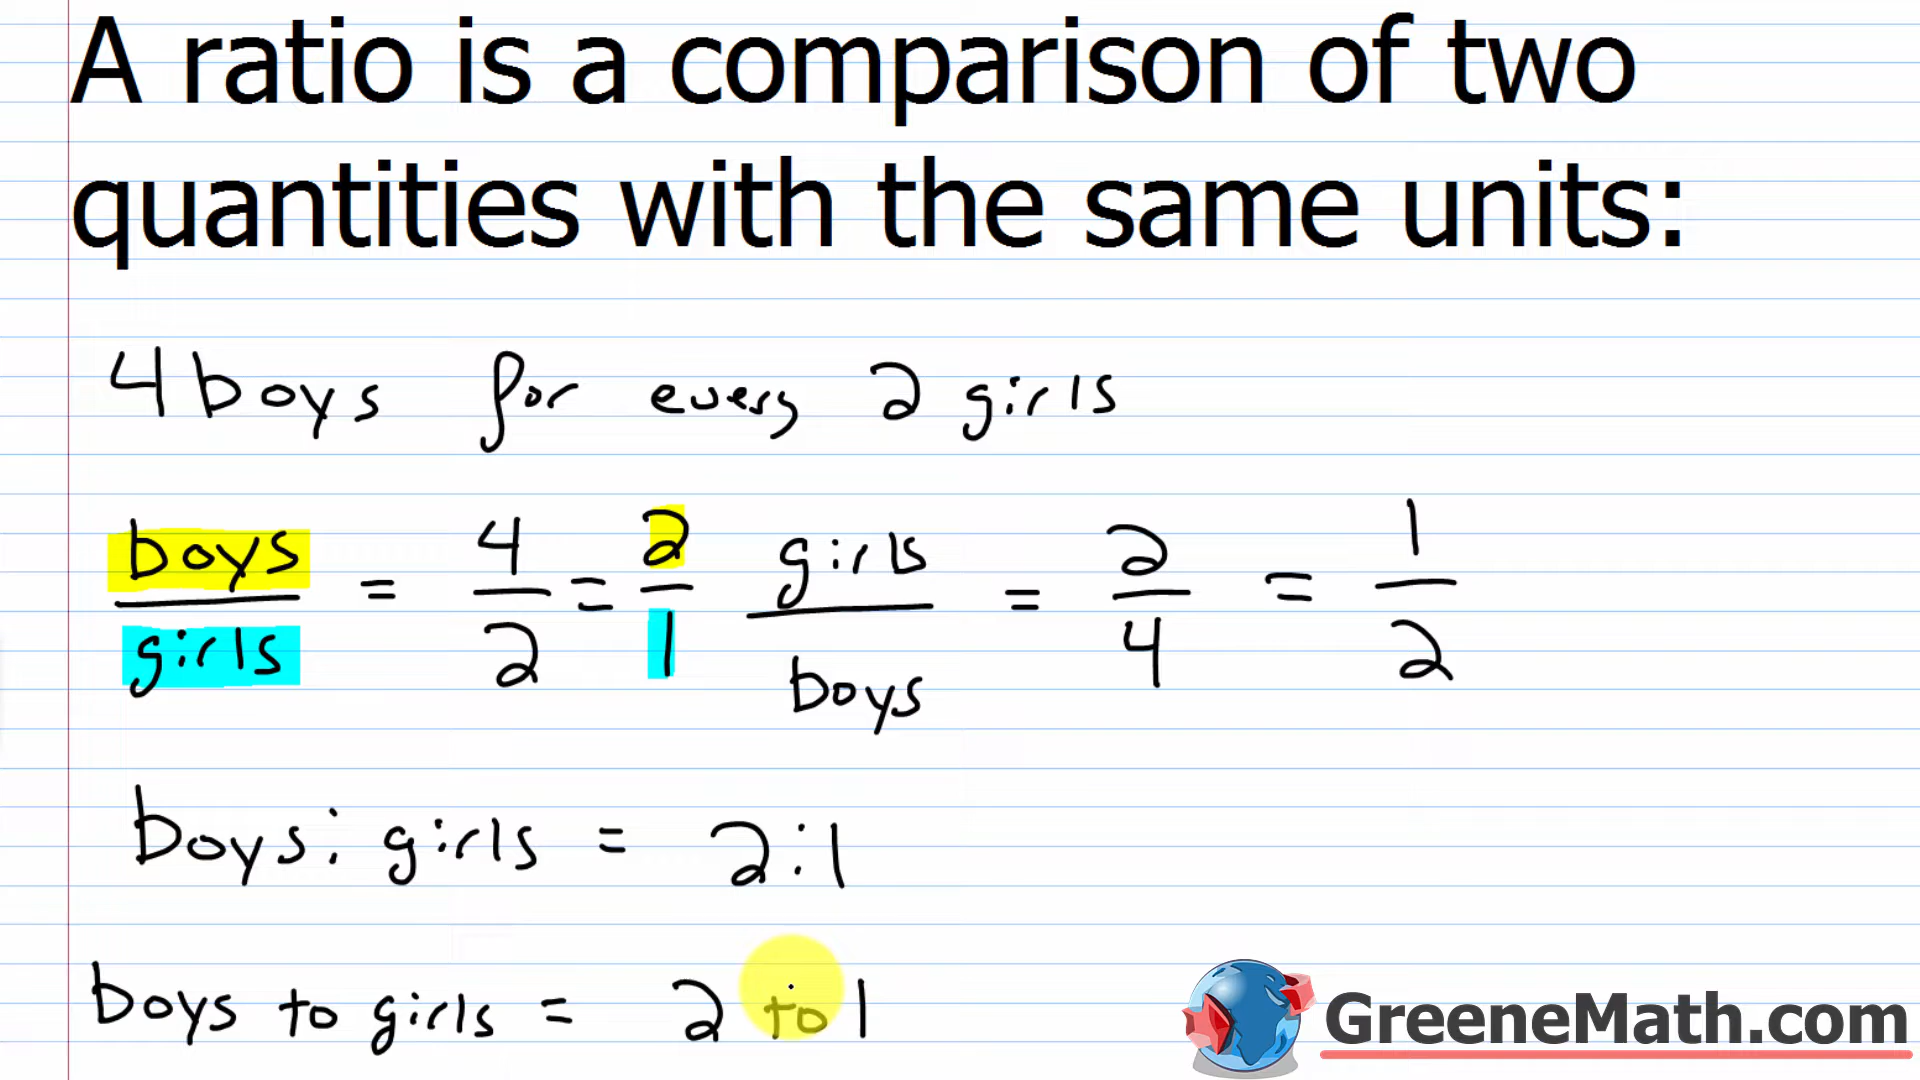 A ratio is a comparison of two
quantities with the same units:
4 boys for every 2 girls
boys/girls = 4/2 = 2/1 girls/boys = 2/4 = 1/2
boys: girls = 2:1
boys to girls = 2 to 1
GreeneMath.com